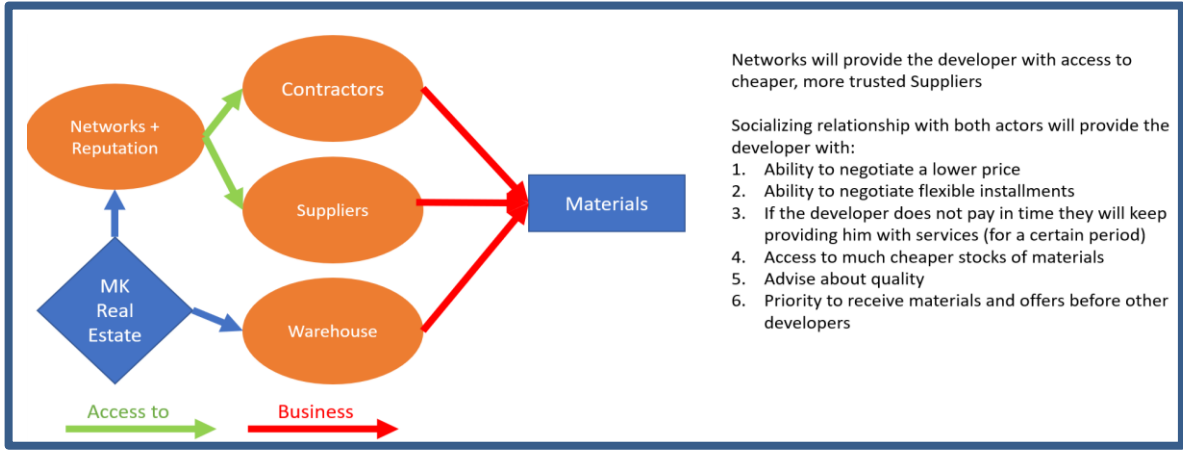 Networks +
Reputation
Contractors
Suppliers
Warehouse
MK
Real
Estate
Materials
Access to
Business
Networks will provide the developer with access to
cheaper, more trusted Suppliers
Socializing relationship with both actors will provide the
developer with:
1. Ability to negotiate a lower price
2. Ability to negotiate flexible installments
3. If the developer does not pay in time they will keep
providing him with services (for a certain period)
4. Access to much cheaper stocks of materials
5. Advise about quality
6. Priority to receive materials and offers before other
developers